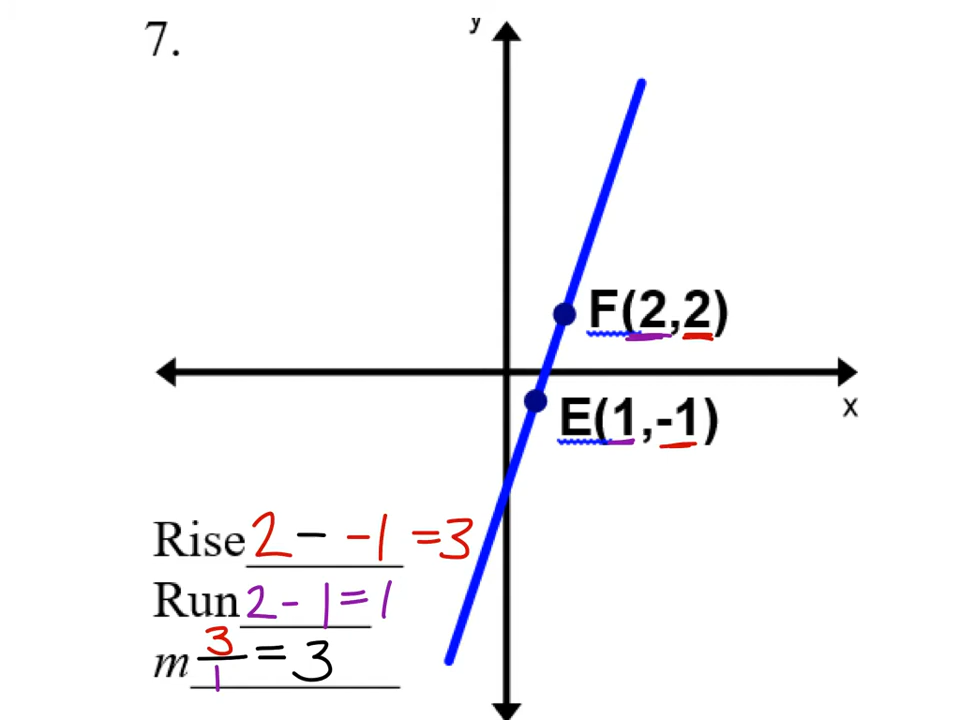 y
7.
F(2,2)
x
E(1,-1)
Rise 2 - -1 = 3
Run 2 - 1 = 1
m 3/1 = 3